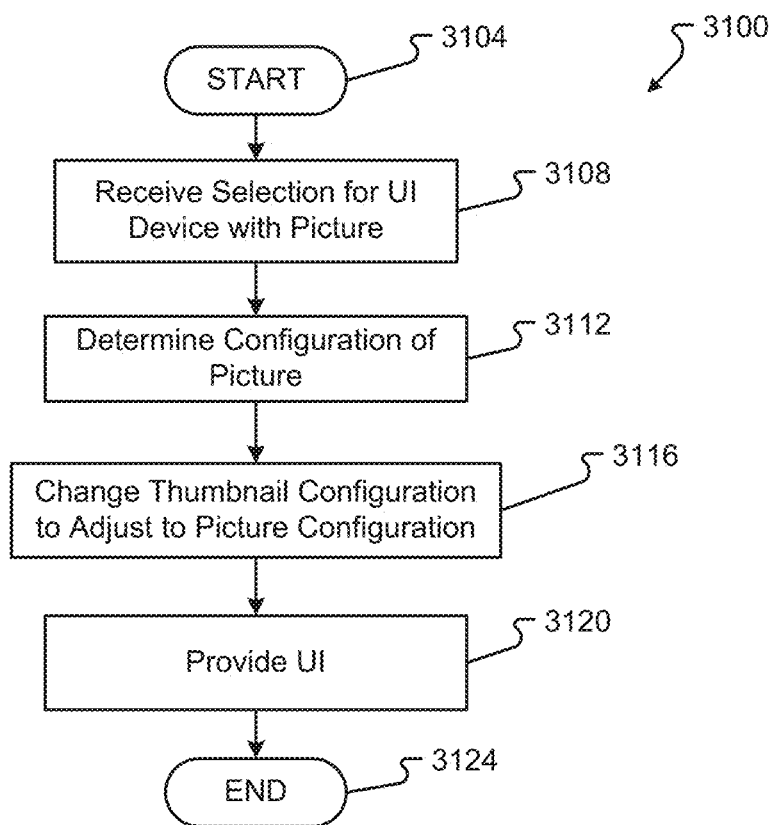 3100
3104
START
3108
Receive Selection for UI
Device with Picture
3112
Determine Configuration of
Picture
3116
Change Thumbnail Configuration
to Adjust to Picture Configuration
3120
Provide UI
3124
END